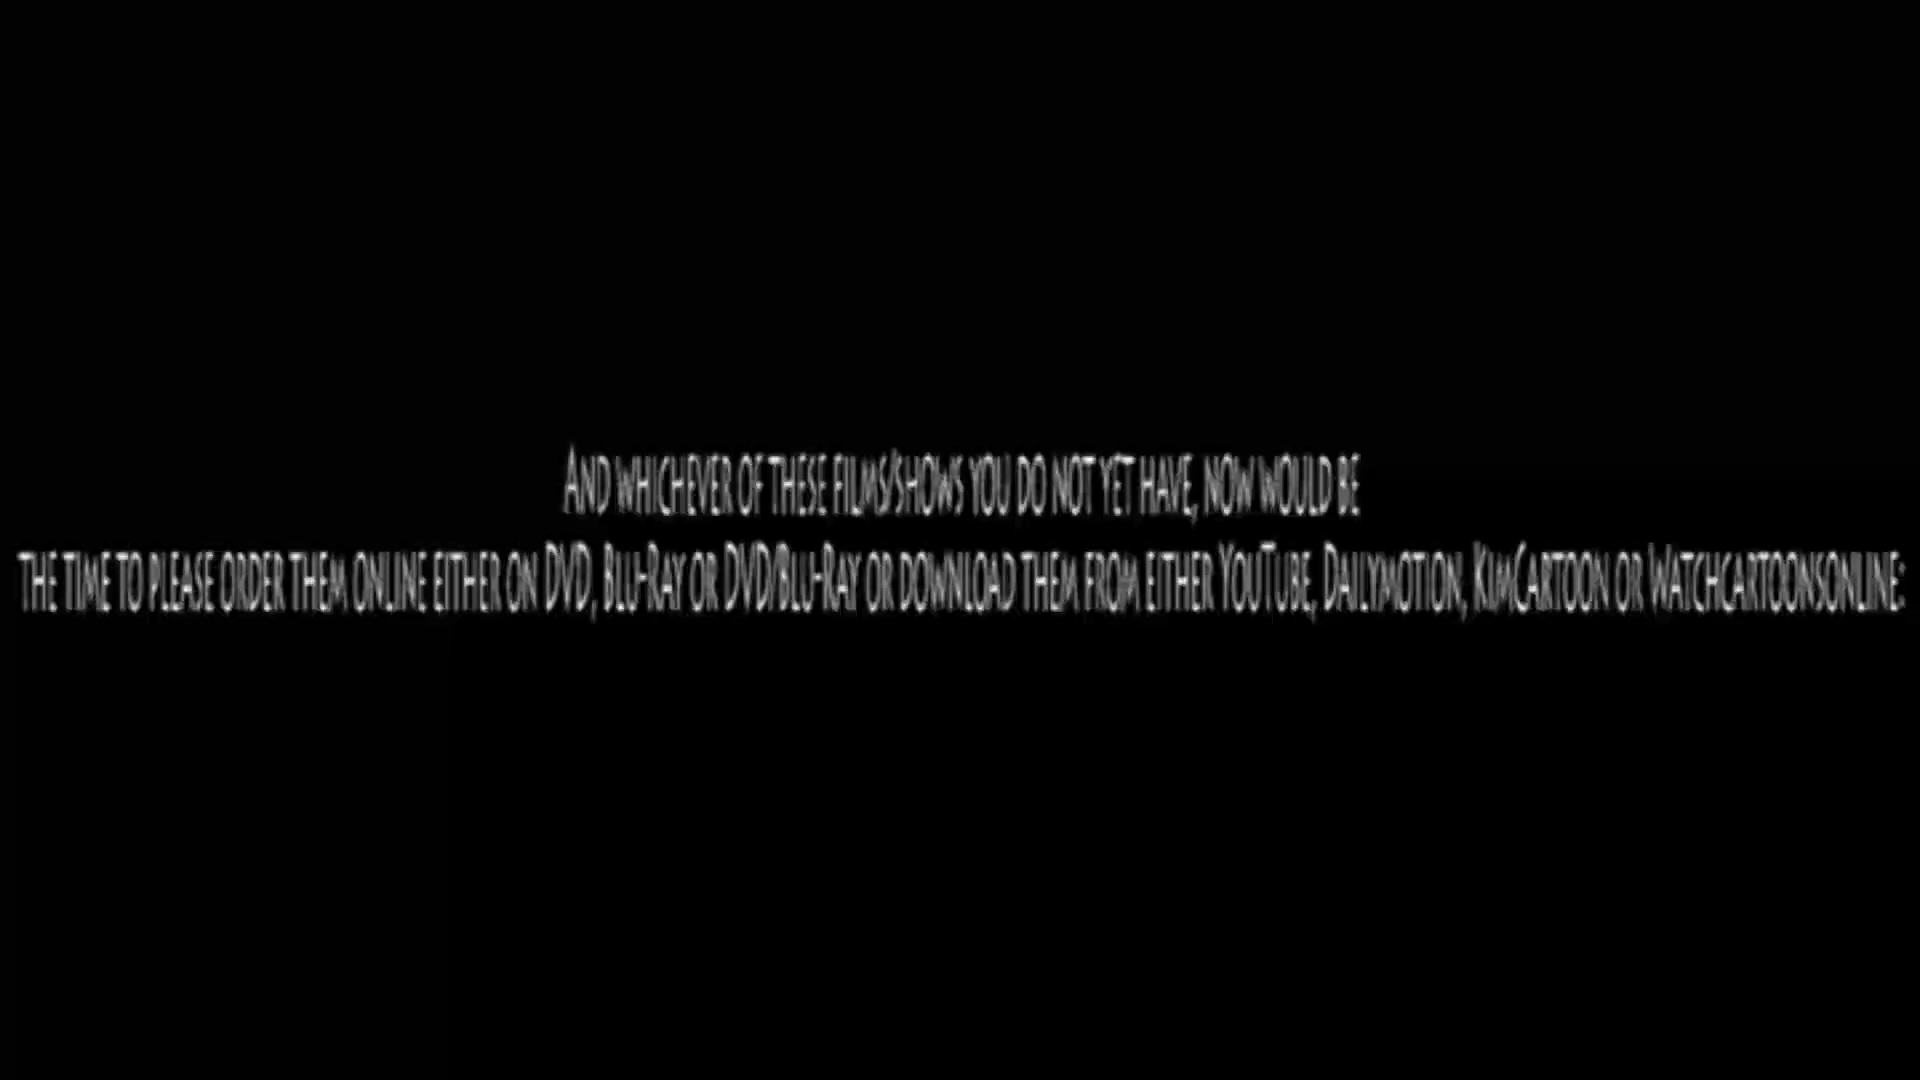 And whichever of these films/shows you do not yet have, now would be
the time to please order them online either on DVD, Blu-Ray or DVD/Blu-Ray or download them from either YouTube, Dailymotion, KimCartoon or Watchcartoonsonline: